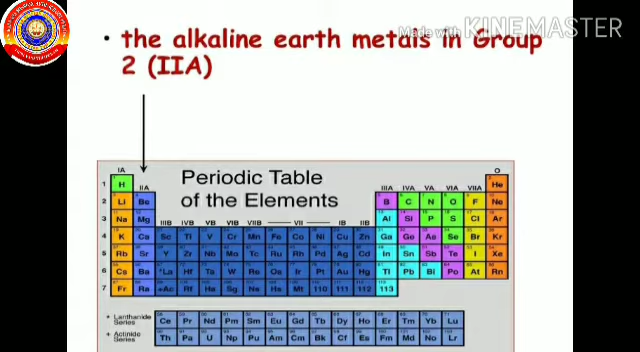 Made with KINEMASTER
• the alkaline earth metals in Group
2 (IIA)
Periodic Table
of the Elements
IA
IIA
IIIB IVB VB VIB VIIB VII IB IIB
IIIA IVA VA VIA VIIA O
1 H He
2 Li Be B C N O F Ne
3 Na Mg Al Si P S Cl Ar
4 K Ca Sc Ti V Cr Mn Fe Co Ni Cu Zn Ga Ge As Se Br Kr
5 Rb Sr Y Zr Nb Mo Tc Ru Rh Pd Ag Cd In Sn Sb Te I Xe
6 Cs Ba *La Hf Ta W Re Os Ir Pt Au Hg Tl Pb Bi Po At Rn
7 Fr Ra +Ac Rf Ha Sg Ns Hs Mt 110 111 112 113
* Lanthanide
Series
Ce Pr Nd Pm Sm Eu Gd Tb Dy Ho Er Tm Yb Lu
+ Actinide
Series
Th Pa U Np Pu Am Cm Bk Cf Es Fm Md No Lr